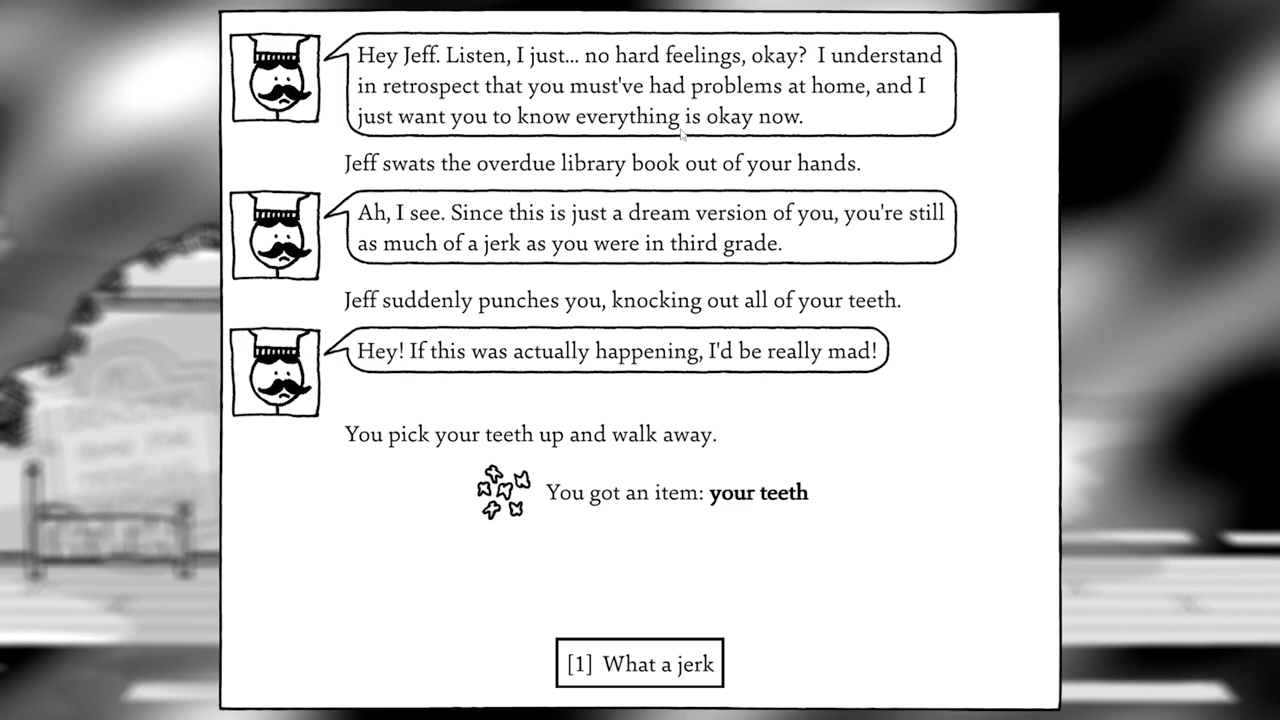 Hey Jeff. Listen, I just... no hard feelings, okay?  I understand
in retrospect that you must've had problems at home, and I
just want you to know everything is okay now.
Jeff swats the overdue library book out of your hands.
Ah, I see. Since this is just a dream version of you, you're still
as much of a jerk as you were in third grade.
Jeff suddenly punches you, knocking out all of your teeth.
Hey! If this was actually happening, I'd be really mad!
You pick your teeth up and walk away.
You got an item: your teeth
[1]  What a jerk